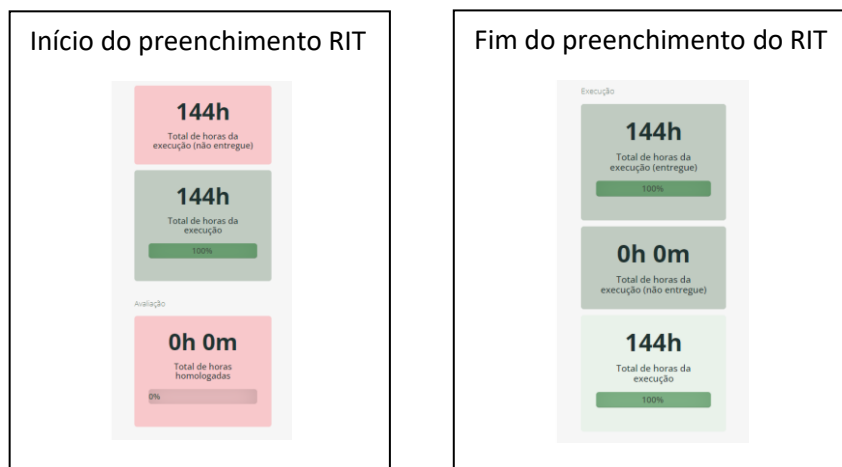 Início do preenchimento RIT
144h
Total de horas da
execução (não entregue)
144h
Total de horas da
execução
100%
Avaliação
0h 0m
Total de horas
homologadas
0%
Fim do preenchimento do RIT
Execução
144h
Total de horas da
execução (entregue)
100%
0h 0m
Total de horas da
execução (não entregue)
144h
Total de horas da
execução
100%